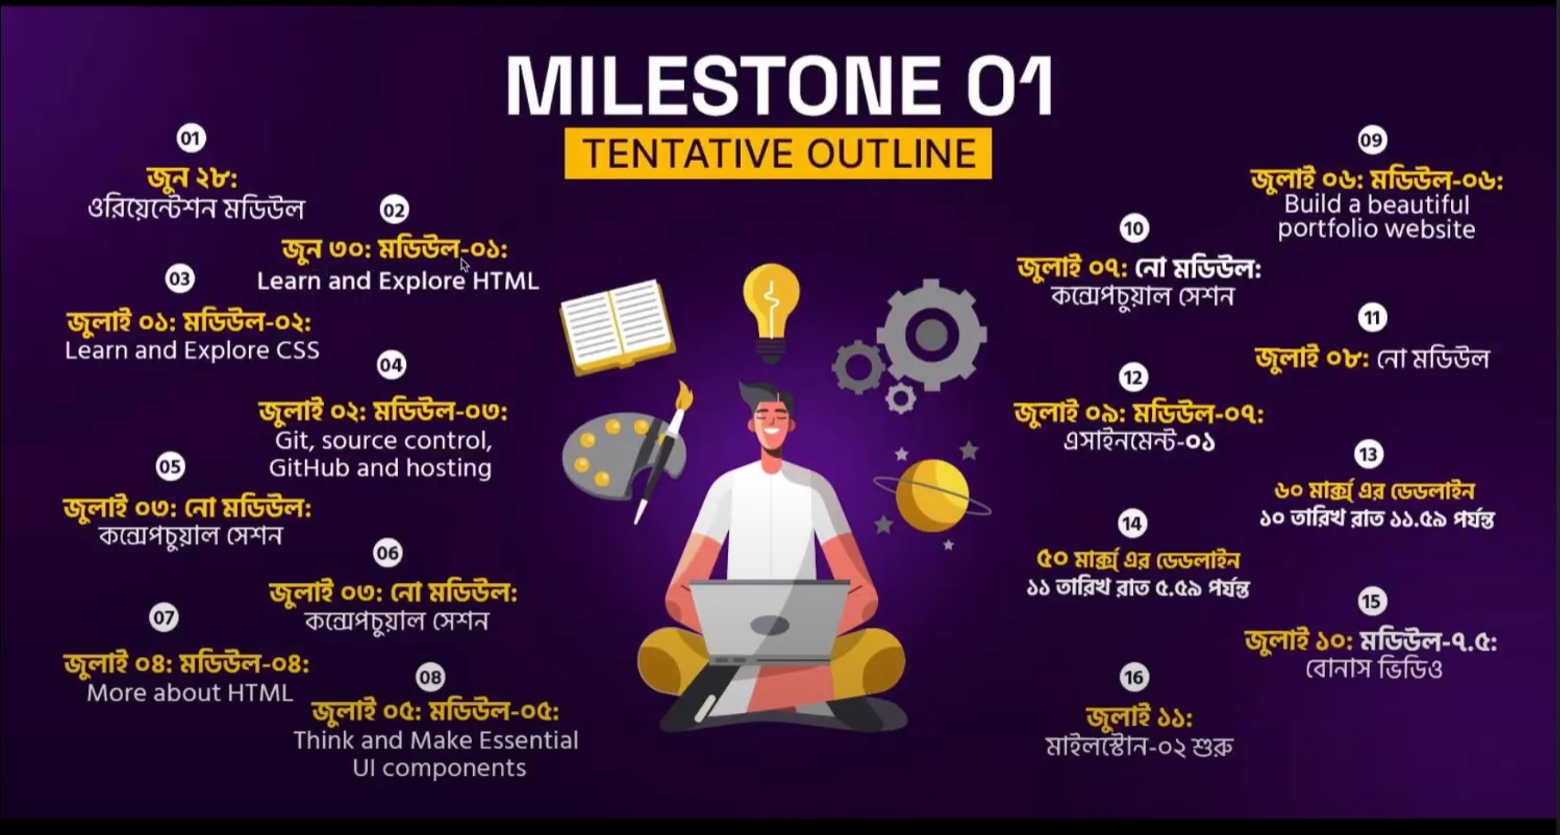 MILESTONE 01
TENTATIVE OUTLINE
01
জুন ২৮:
ওরিয়েন্টেশন মডিউল
02
জুন ৩০: মডিউল-০১:
Learn and Explore HTML
03
জুলাই ০১: মডিউল-০২:
Learn and Explore CSS
04
জুলাই ০২: মডিউল-০৩:
Git, source control,
GitHub and hosting
05
জুলাই ০৩: নো মডিউল:
কন্সেপচুয়াল সেশন
06
জুলাই ০৩: নো মডিউল:
কন্সেপচুয়াল সেশন
07
জুলাই ০৪: মডিউল-০৪:
More about HTML
08
জুলাই ০৫: মডিউল-০৫:
Think and Make Essential
UI components
09
জুলাই ০৬: মডিউল-০৬:
Build a beautiful
portfolio website
10
জুলাই ০৭: নো মডিউল:
কন্সেপচুয়াল সেশন
11
জুলাই ০৮: নো মডিউল
12
জুলাই ০৯: মডিউল-০৭:
এসাইনমেন্ট-০১
13
৬০ মার্ক্স এর ডেডলাইন
১০ তারিখ রাত ১১.৫৯ পর্যন্ত
14
৫০ মার্ক্স এর ডেডলাইন
১১ তারিখ রাত ৫.৫৯ পর্যন্ত
15
জুলাই ১০: মডিউল-৭.৫:
বোনাস ভিডিও
16
জুলাই ১১:
মাইলস্টোন-০২ শুরু